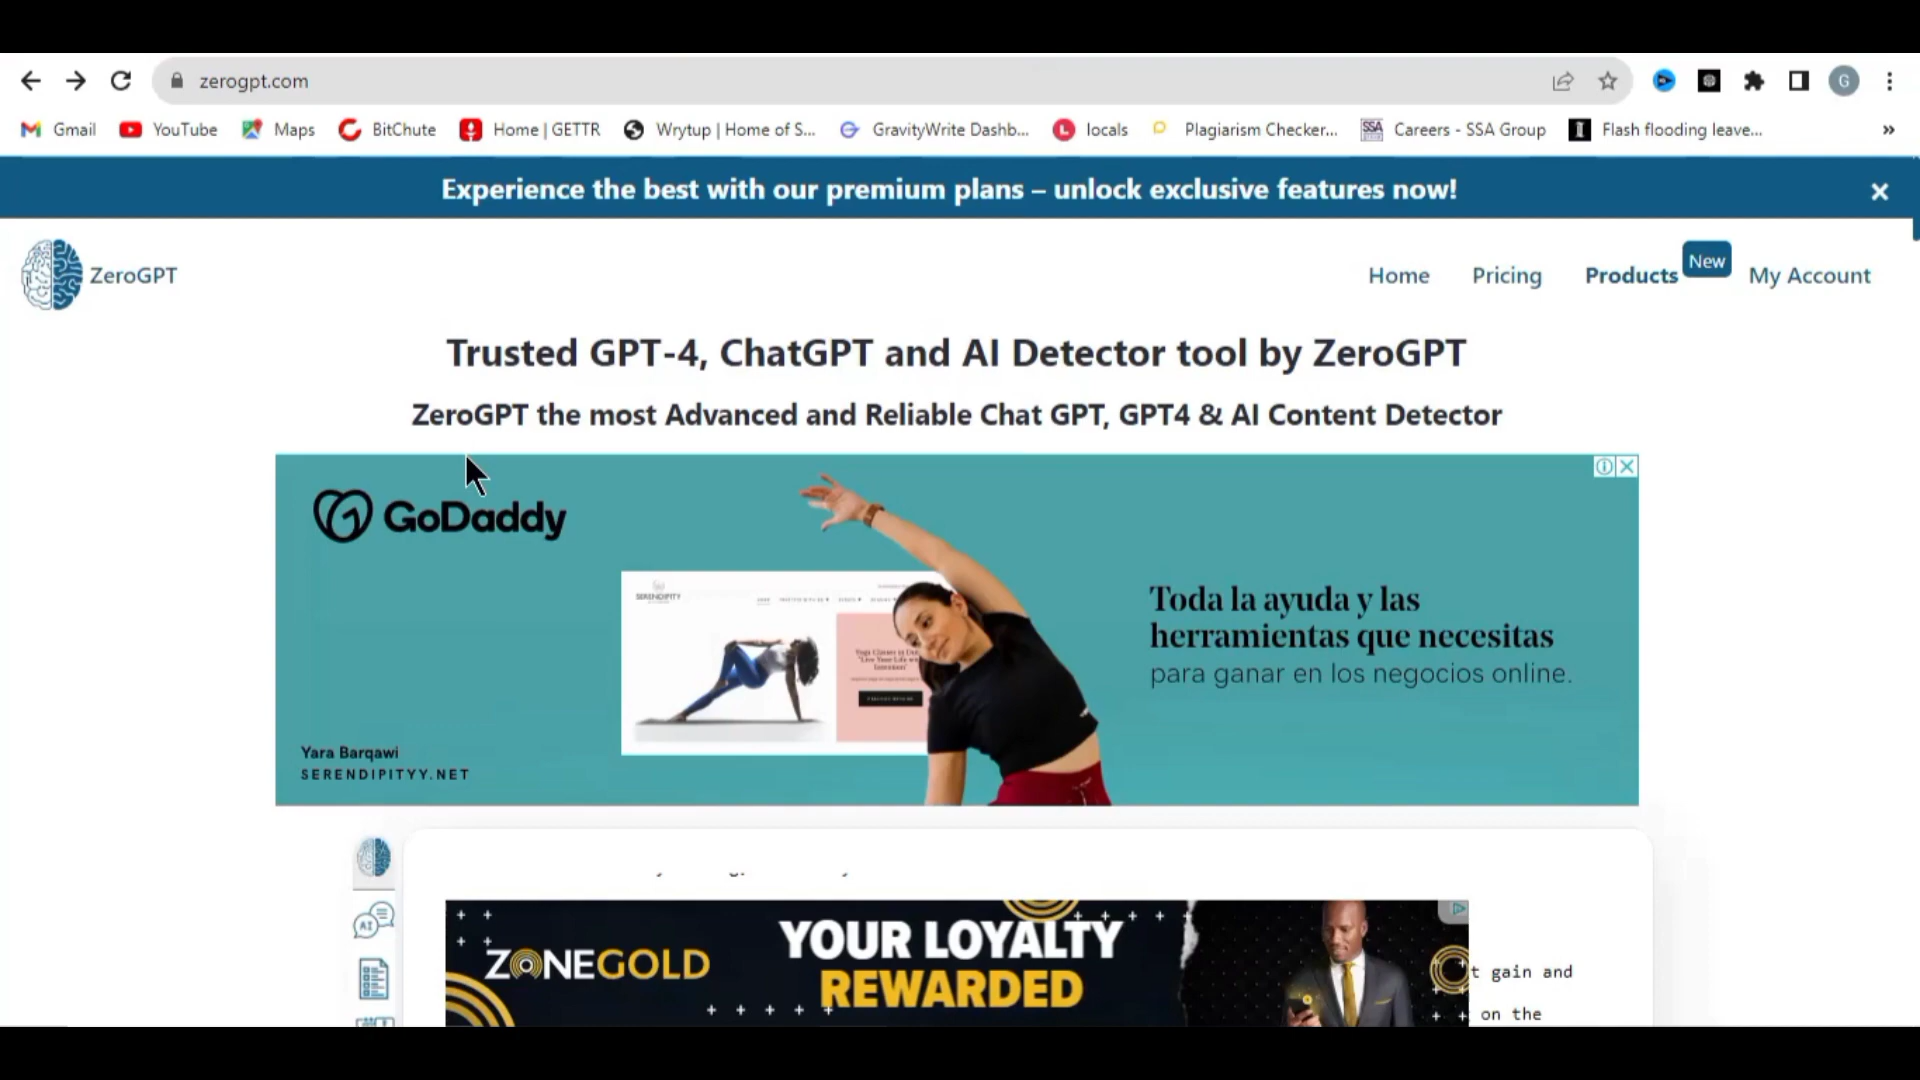 zerogpt.com
Gmail
YouTube
Maps
BitChute
Home | GETTR
Wrytup | Home of S...
GravityWrite Dashb...
locals
Plagiarism Checker...
Careers - SSA Group
Flash flooding leave...
»
Experience the best with our premium plans – unlock exclusive features now!
ZeroGPT
Home
Pricing
Products
New
My Account
Trusted GPT-4, ChatGPT and AI Detector tool by ZeroGPT
ZeroGPT the most Advanced and Reliable Chat GPT, GPT4 & AI Content Detector
GoDaddy
SERENDIPITY
Toda la ayuda y las
herramientas que necesitas
para ganar en los negocios online.
Yara Barqawi
SERENDIPITYY.NET
AI
ZONEGOLD
YOUR LOYALTY
REWARDED
t gain and
on the